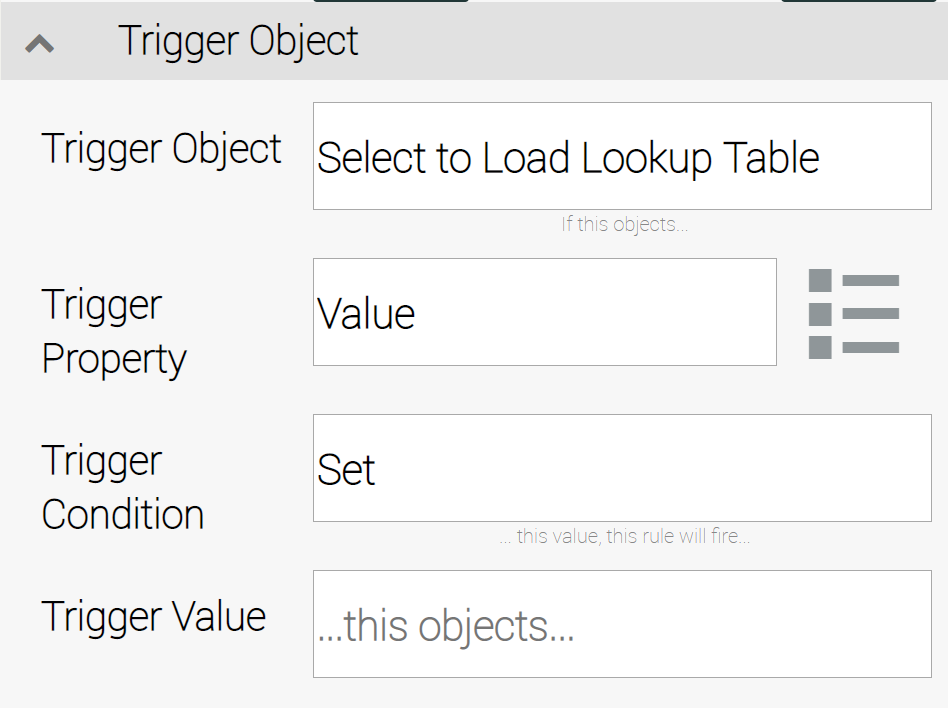 Trigger Object
Trigger Object
Select to Load Lookup Table
If this objects...
Trigger
Property
Value
Trigger
Condition
Set
... this value, this rule will fire...
Trigger Value
...this objects...